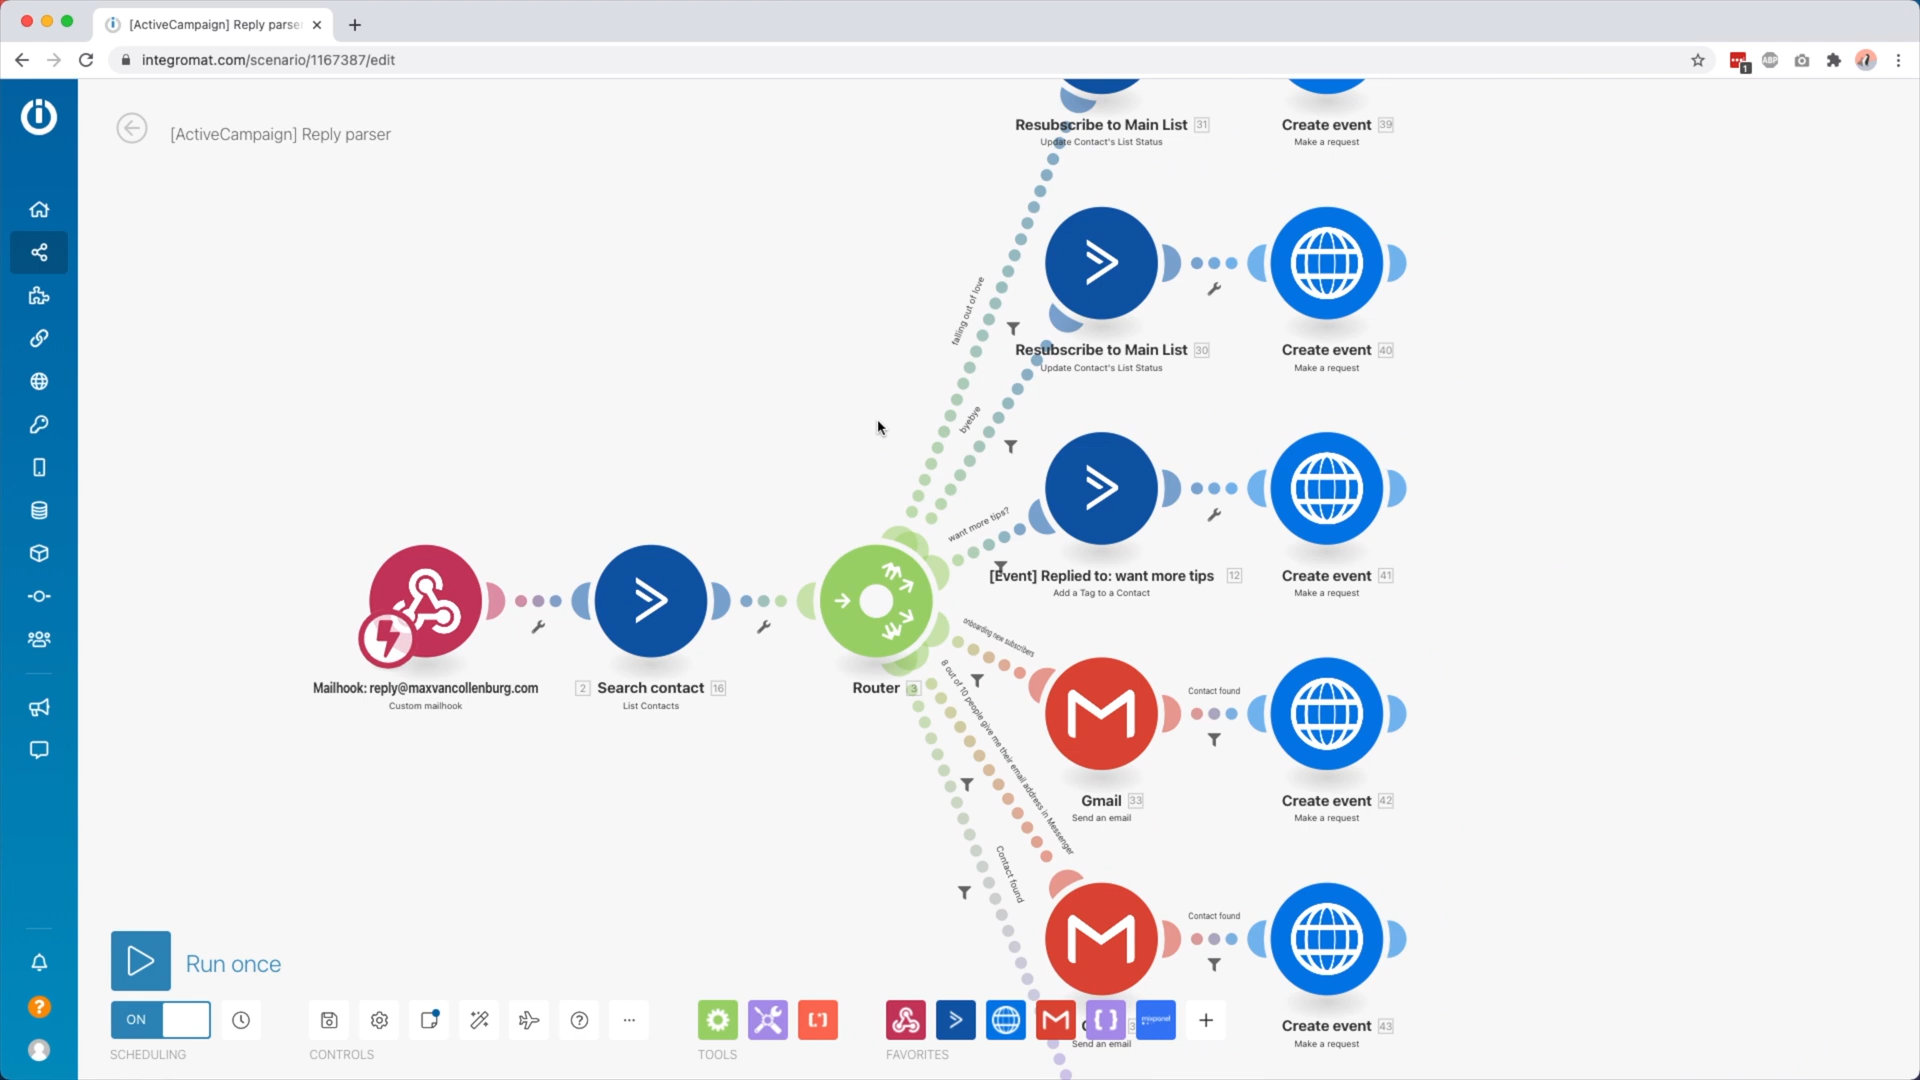 [ActiveCampaign] Reply parse
integromat.com/scenario/1167387/edit
1
ABP
[ActiveCampaign] Reply parser
Resubscribe to Main List 31
Update Contact's List Status
Create event 39
Make a request
falling out of love
Resubscribe to Main List 30
Update Contact's List Status
Create event 40
Make a request
byebye
want more tips?
[Event] Replied to: want more tips 12
Add a Tag to a Contact
Create event 41
Make a request
Mailhook: reply@maxvancollenburg.com 2
Custom mailhook
Search contact 16
List Contacts
Router 3
onboarding new subscribers
8 out of 10 people give me their email address in Messenger
Contact found
Gmail 33
Send an email
Contact found
Create event 42
Make a request
Contact found
Send an email
Create event 43
Make a request
Run once
ON
SCHEDULING
CONTROLS
TOOLS
FAVORITES
mixpanel